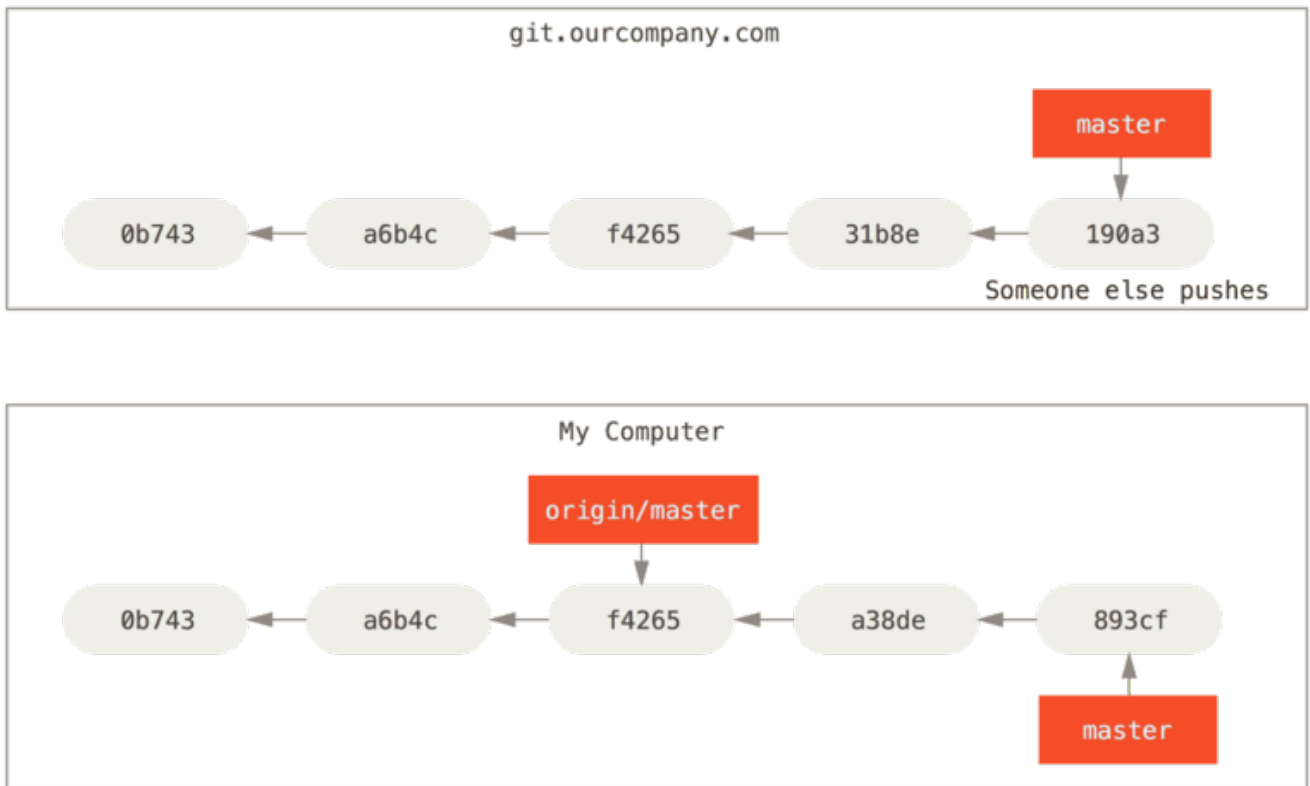 git.ourcompany.com
master
0b743 a6b4c f4265 31b8e 190a3
Someone else pushes
My Computer
origin/master
0b743 a6b4c f4265 a38de 893cf
master